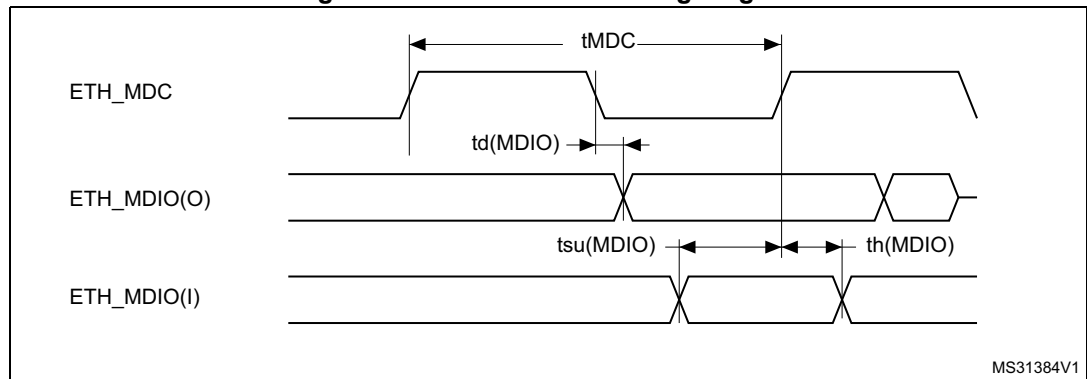 tMDC
ETH_MDC
td(MDIO)
ETH_MDIO(O)
tsu(MDIO)
th(MDIO)
ETH_MDIO(I)
MS31384V1